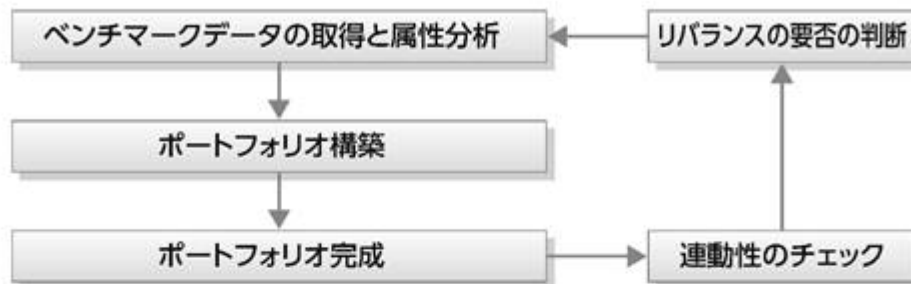 ベンチマークデータの取得と属性分析
リバランスの要否の判断
ポートフォリオ構築
ポートフォリオ完成
連動性のチェック